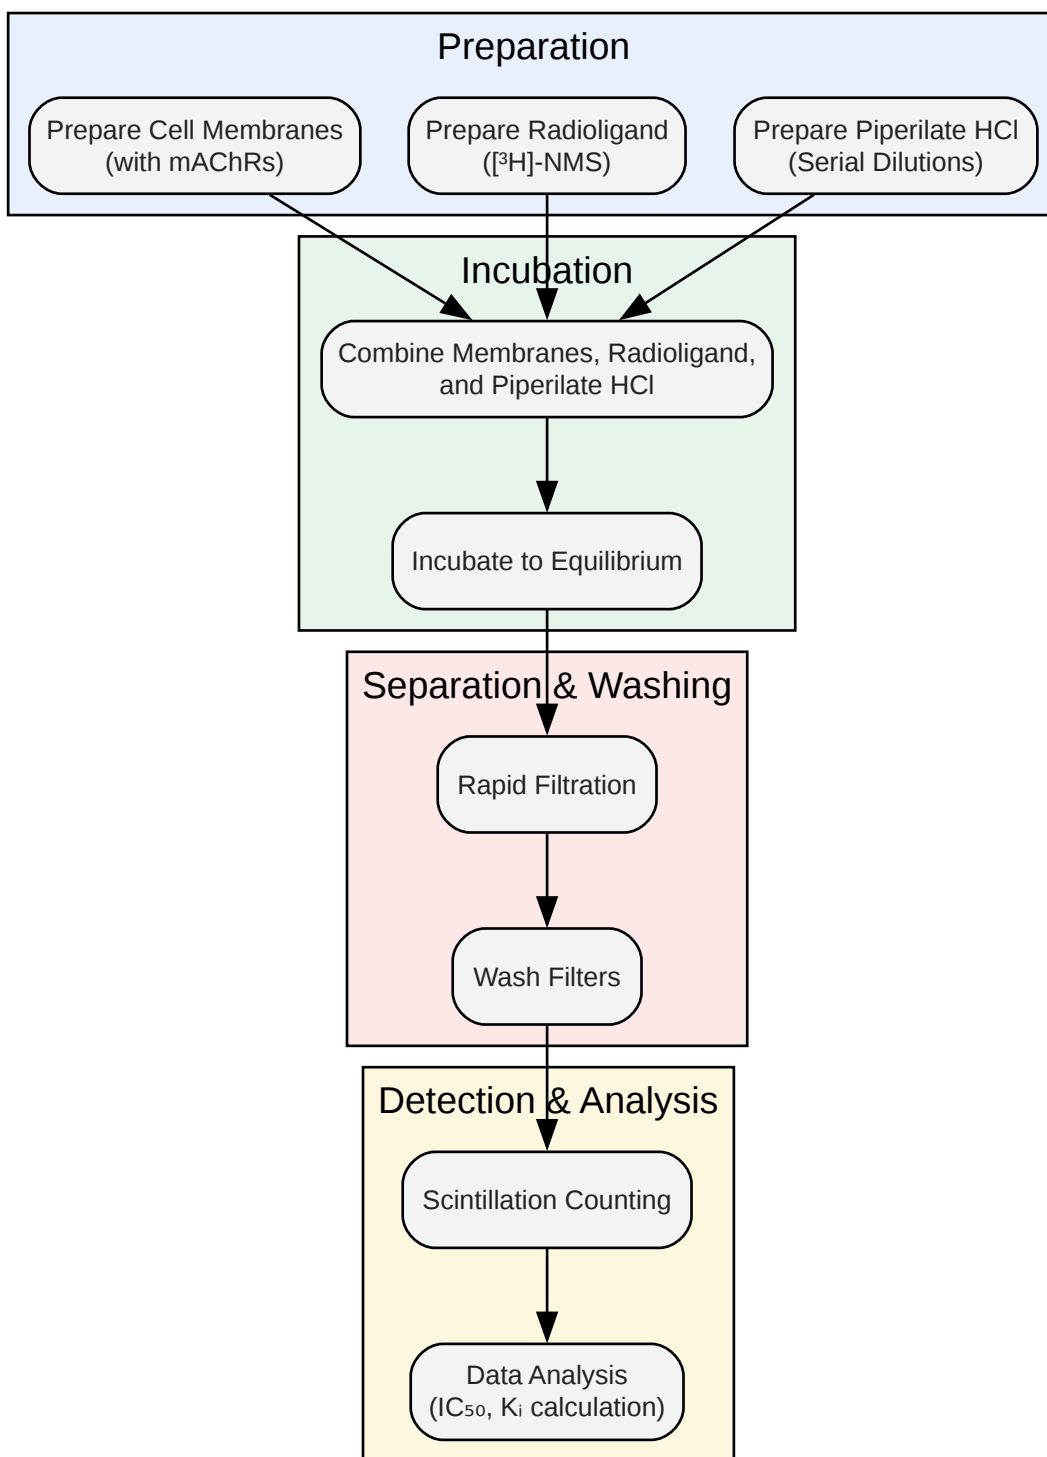 Preparation
Prepare Cell Membranes
(with mAChRs)
Prepare Radioligand
([³H]-NMS)
Prepare Piperilate HCl
(Serial Dilutions)
Incubation
Combine Membranes, Radioligand,
and Piperilate HCl
Incubate to Equilibrium
Separation & Washing
Rapid Filtration
Wash Filters
Detection & Analysis
Scintillation Counting
Data Analysis
(IC₅₀, Kᵢ calculation)